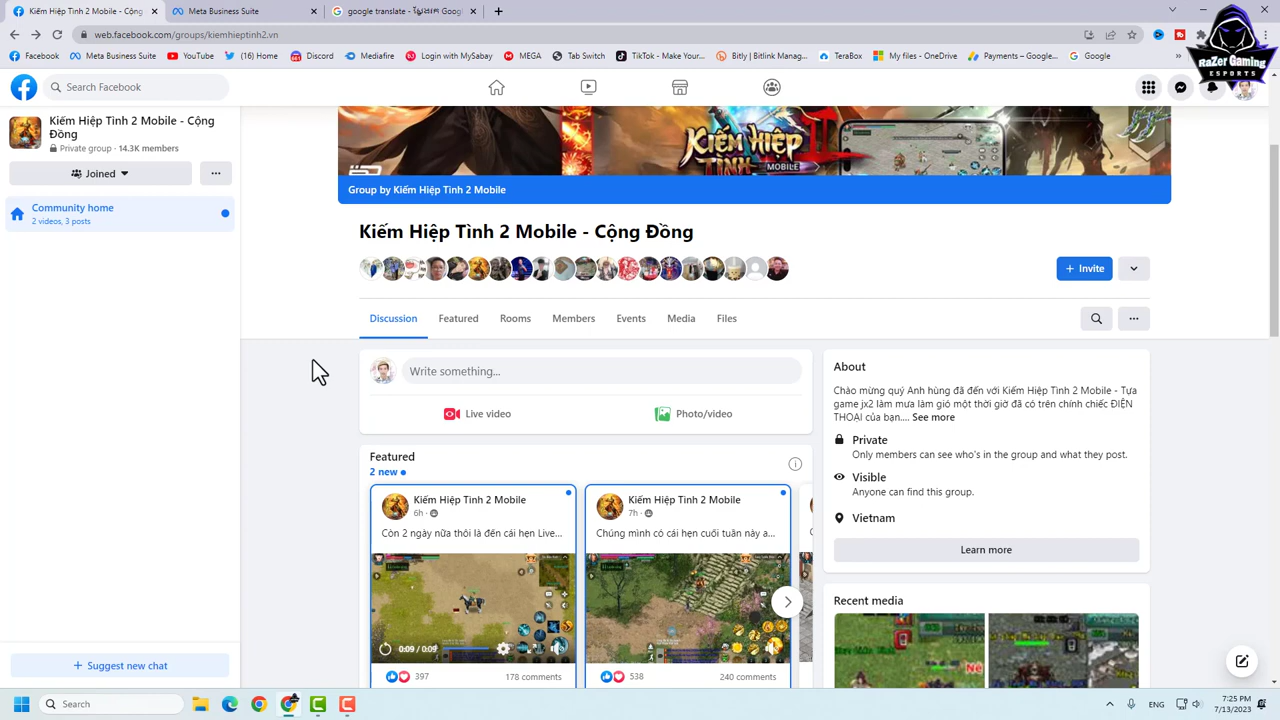 Kiếm Hiệp Tình 2 Mobile - Cộng
Meta Business Suite
google translate - Goog
web.facebook.com/groups/kiemhieptinh2.vn
Facebook
Meta Business Suite
YouTube
Home
Discord
Mediafire
Login with MySabay
MEGA
Tab Switch
TikTok - Make Your...
Bitly | Bitlink Manag...
TeraBox
My files - OneDrive
Payments – Google...
Google
RaZer Gaming
ESPORTS
Search Facebook
Kiếm Hiệp Tình 2 Mobile - Cộng
Đồng
Private group · 14.3K members
Joined
Community home
2 videos, 3 posts
KIẾM HIỆP
TÌNH
II
MOBILE
Group by Kiếm Hiệp Tình 2 Mobile
Kiếm Hiệp Tình 2 Mobile - Cộng Đồng
Invite
Discussion
Featured
Rooms
Members
Events
Media
Files
Write something...
Live video
Photo/video
About
Chào mừng quý Anh hùng đã đến với Kiếm Hiệp Tình 2 Mobile - Tựa
game jx2 làm mưa làm gió một thời giờ đã có trên chính chiếc ĐIỆN
THOẠI của bạn.... See more
Private
Only members can see who's in the group and what they post.
Visible
Anyone can find this group.
Vietnam
Learn more
Featured
2 new
Kiếm Hiệp Tình 2 Mobile
6h ·
Còn 2 ngày nữa thôi là đến cái hẹn Live...
0:09 / 0:09
397
178 comments
Kiếm Hiệp Tình 2 Mobile
7h ·
Chúng mình có cái hẹn cuối tuần này a...
538
240 comments
Recent media
Suggest new chat
Search
ENG
7:25 PM
7/13/2023